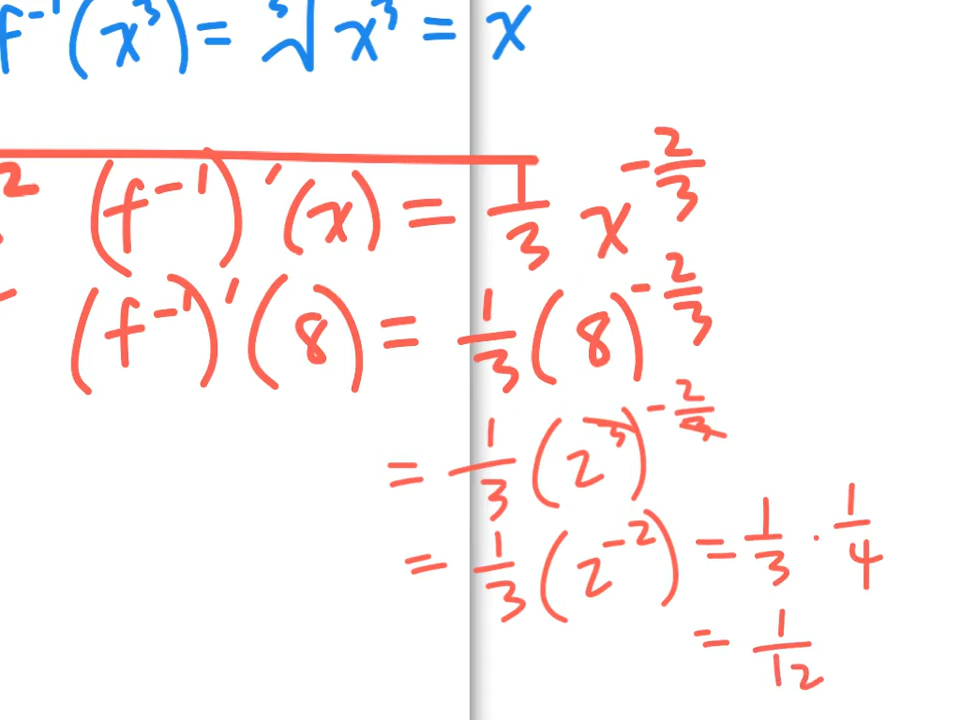 f⁻¹(x³) = ∛x³ = x
2 (f⁻¹)'(x) = 1/3 x^(-2/3)
(f⁻¹)'(8) = 1/3 (8)^(-2/3)
= 1/3 (2³)^(-2/3)
= 1/3 (2⁻²) = 1/3 · 1/4
= 1/12